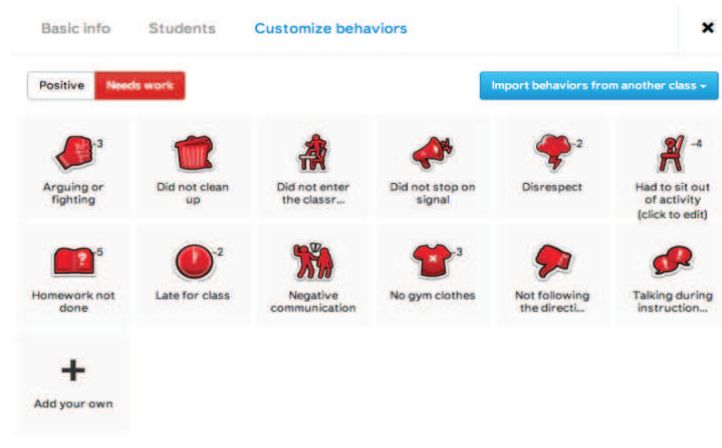 Basic info Students Customize behaviors ×
Positive Needs work Import behaviors from another class
-3 -2 -4
Arguing or Did not clean Did not enter Did not stop on Disrespect Had to sit out
fighting up the classr... signal of activity
(click to edit)
-5 -2 -3
Homework not Late for class Negative No gym clothes Not following Talking during
done communication the directi... instruction...
+
Add your own